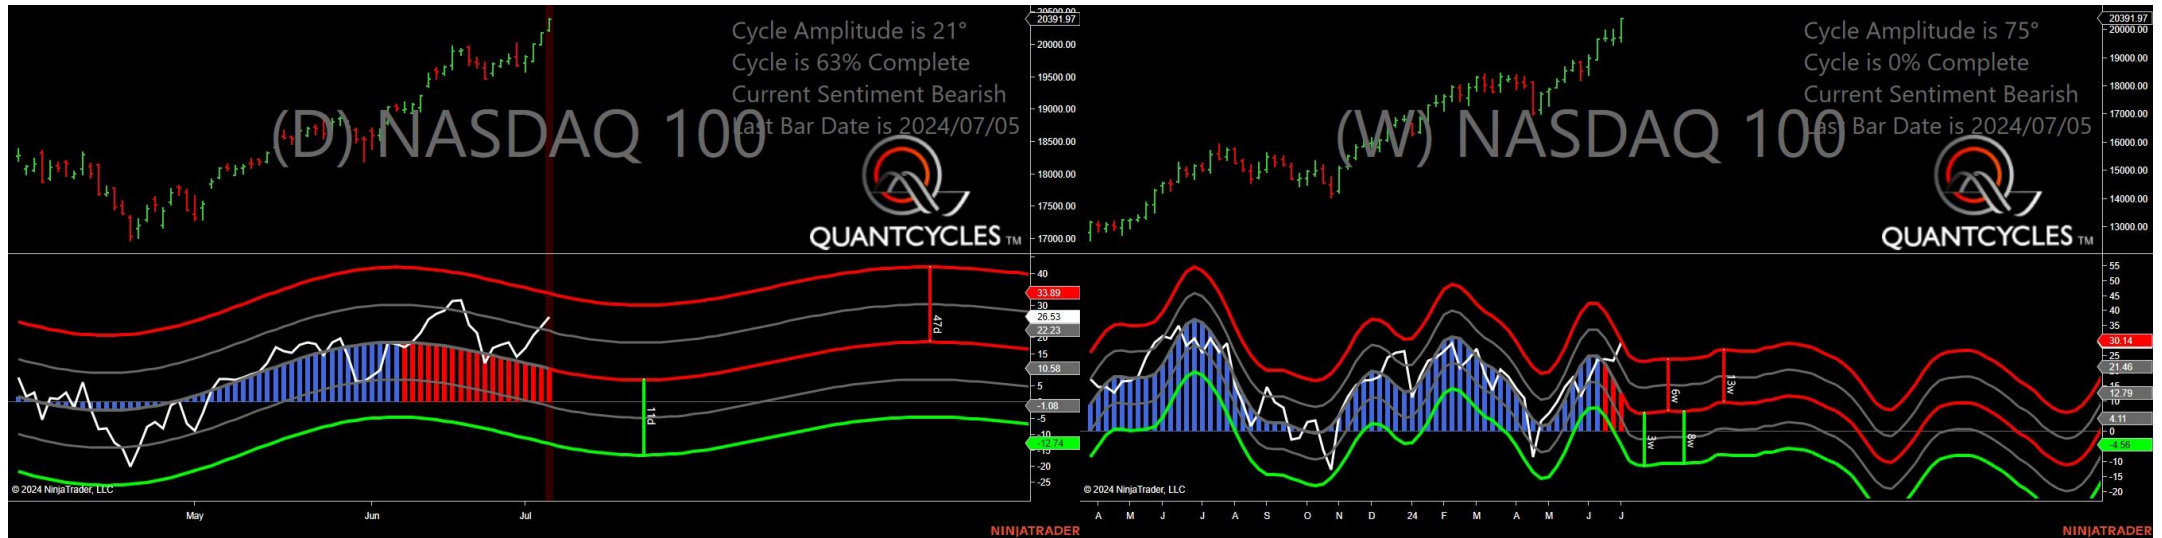 20500.00
20391.97
20000.00
19500.00
19000.00
18500.00
18000.00
17500.00
17000.00
Cycle Amplitude is 21°
Cycle is 63% Complete
Current Sentiment Bearish
Last Bar Date is 2024/07/05
(D) NASDAQ 100
QUANTCYCLES TM
40
33.89
30
26.53
22.23
20
15
10.58
5
-1.08
-5
-10
-12.74
-15
-20
-25
47d
11d
© 2024 NinjaTrader, LLC
May Jun Jul
NINJATRADER
20391.97
20000.00
19000.00
18000.00
17000.00
16000.00
15000.00
14000.00
13000.00
Cycle Amplitude is 75°
Cycle is 0% Complete
Current Sentiment Bearish
Last Bar Date is 2024/07/05
(W) NASDAQ 100
QUANTCYCLES TM
55
50
45
40
35
30.14
25
21.46
15
12.79
10
4.11
0
-4.56
-10
-15
-20
6w
13w
3w
8w
© 2024 NinjaTrader, LLC
A M J J A S O N D 24 F M A M J J
NINJATRADER